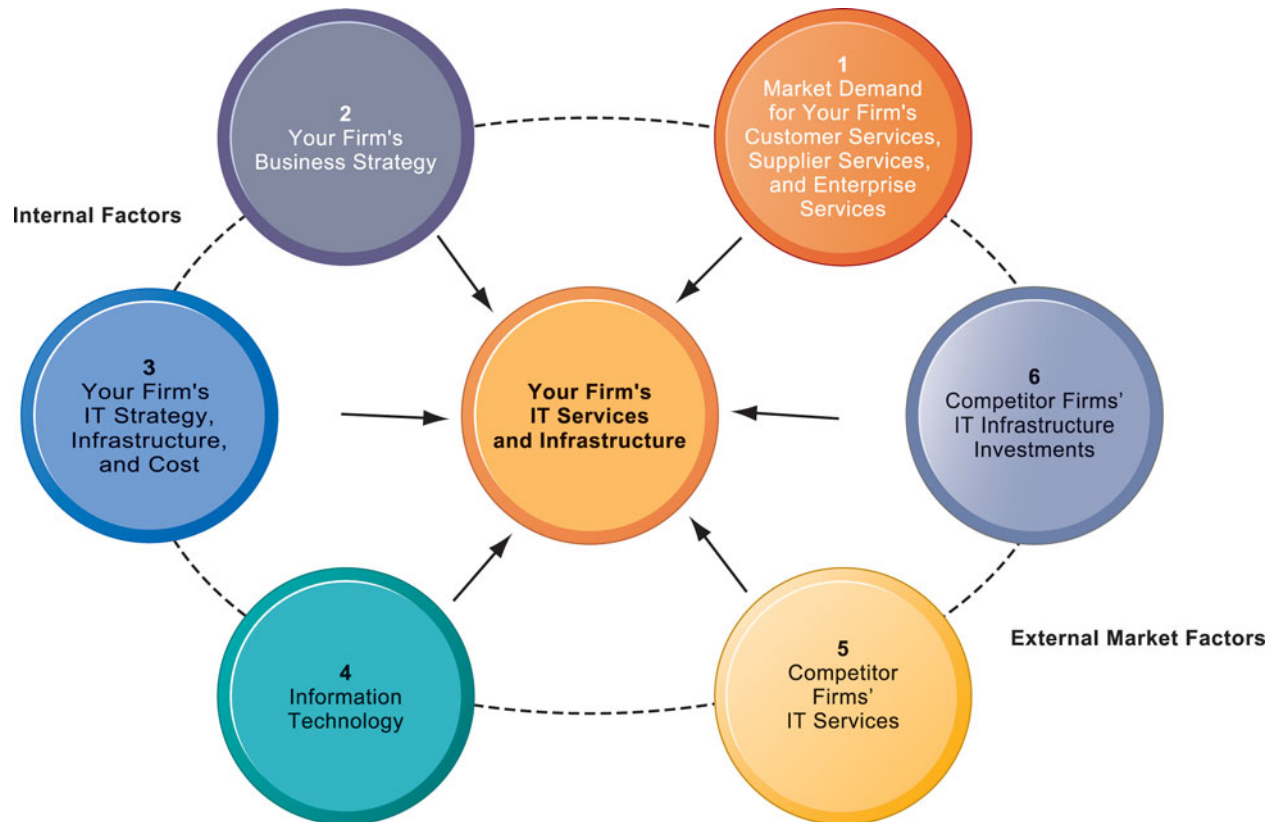 1
Market Demand
for Your Firm's
Customer Services,
Supplier Services,
and Enterprise
Services
2
Your Firm's
Business Strategy
Internal Factors
3
Your Firm's
IT Strategy,
Infrastructure,
and Cost
Your Firm's
IT Services
and Infrastructure
6
Competitor Firms’
IT Infrastructure
Investments
4
Information
Technology
5
Competitor
Firms’
IT Services
External Market Factors